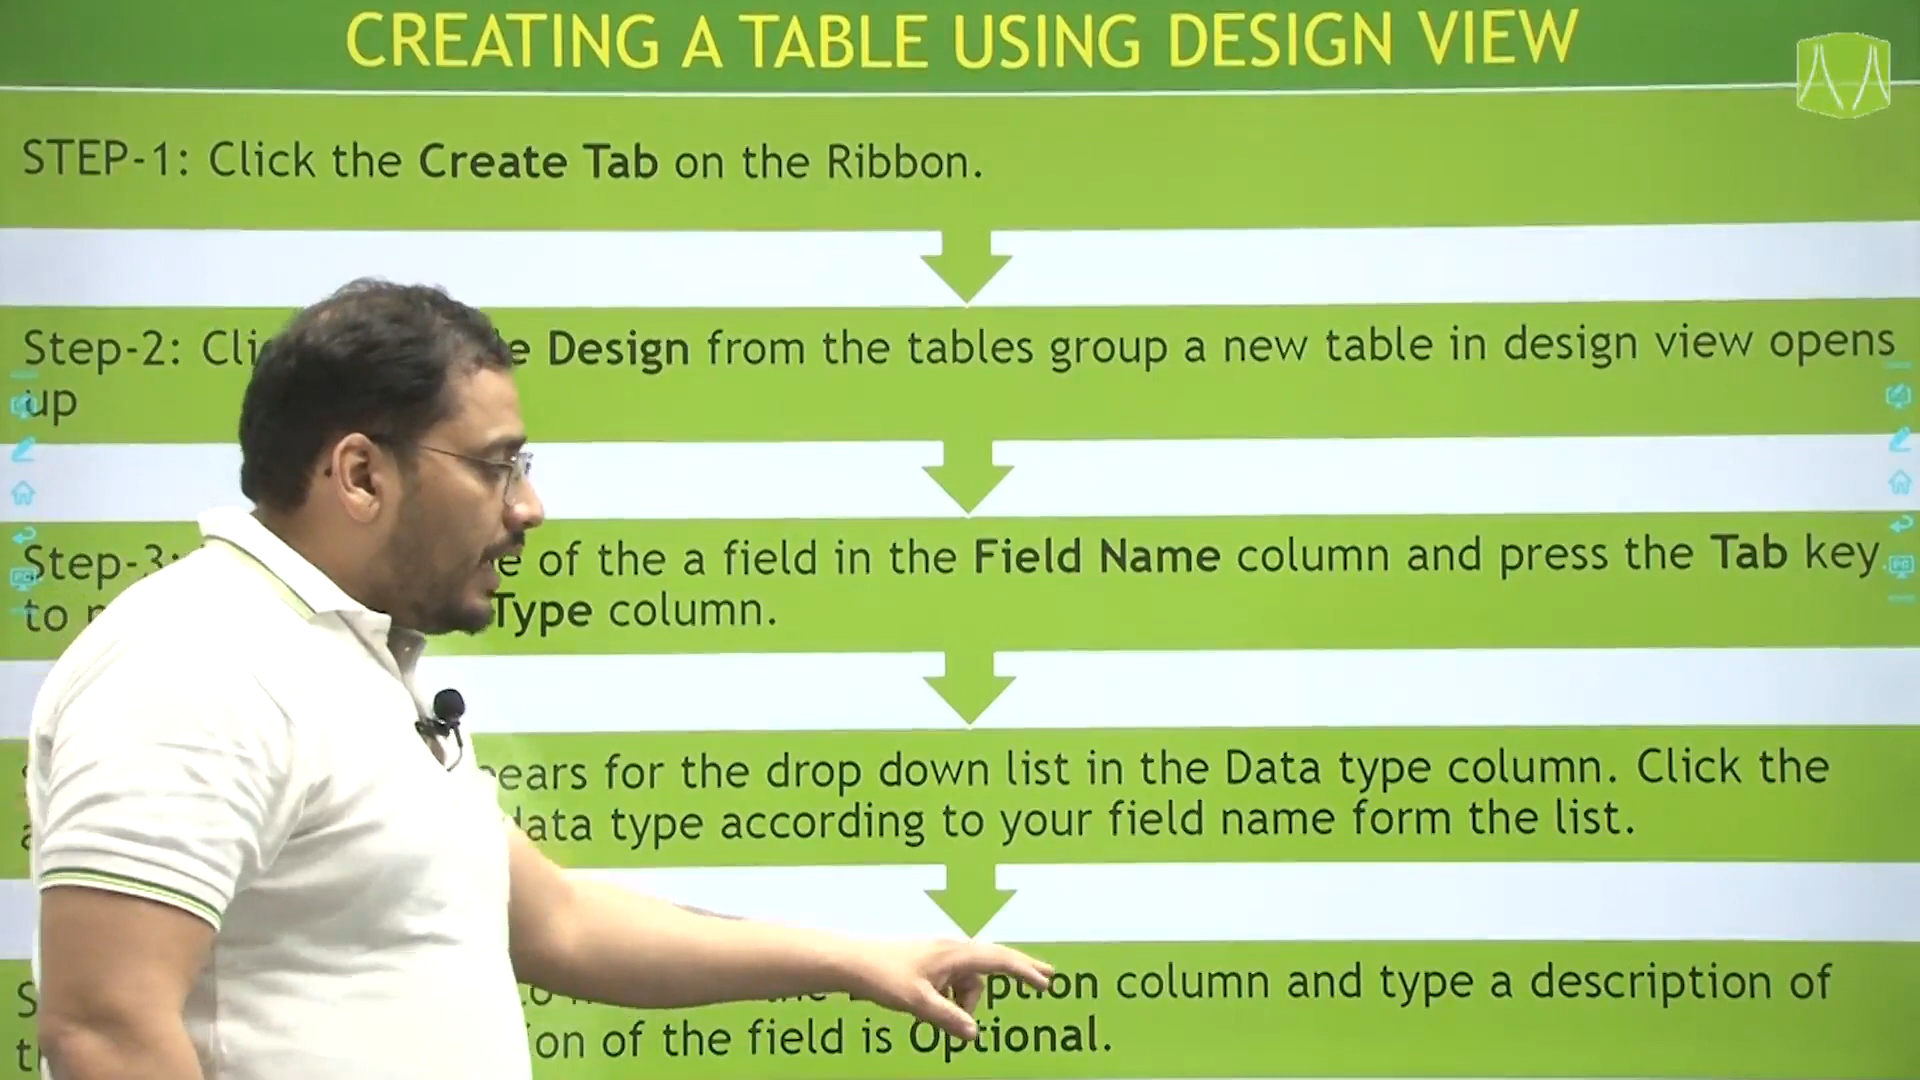 CREATING A TABLE USING DESIGN VIEW
STEP-1: Click the Create Tab on the Ribbon.
Step-2: Design from the tables group a new table in design view opens
up
Step-3: of the a field in the Field Name column and press the Tab key
to Type column.
for the drop down list in the Data type column. Click the
data type according to your field name form the list.
column and type a description of
of the field is Optional.